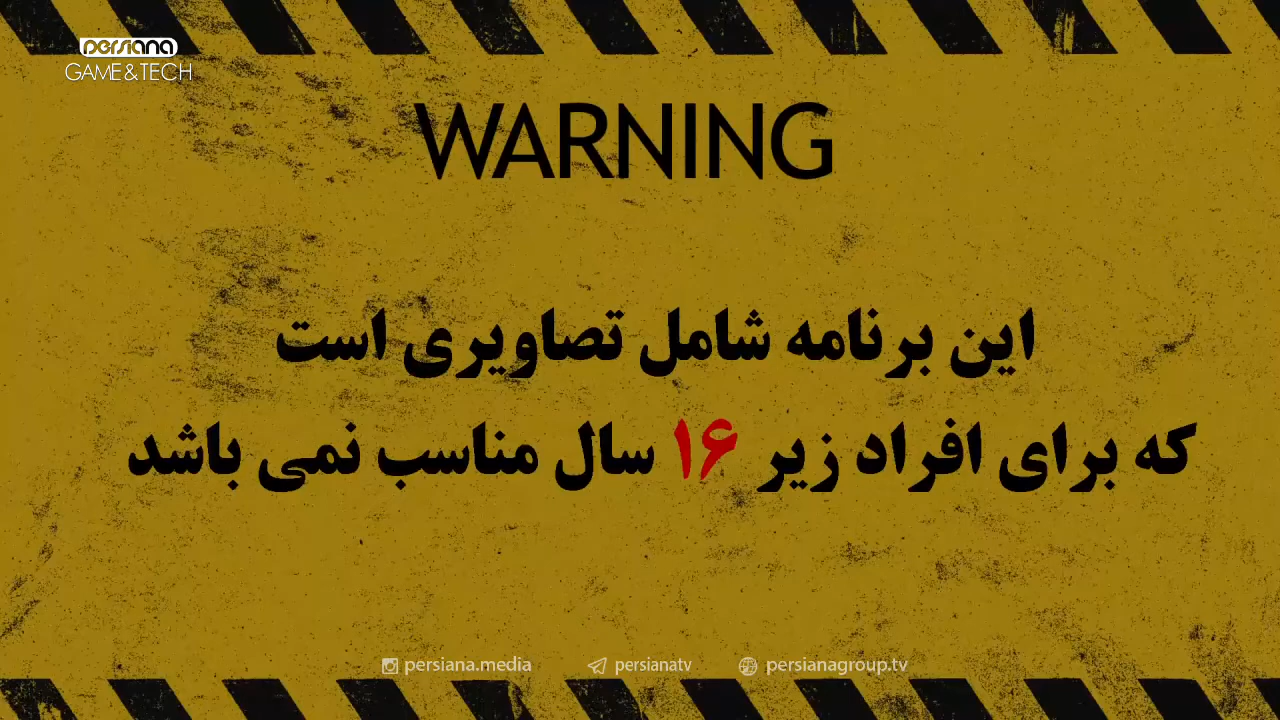 persiana
GAME&TECH
WARNING
این برنامه شامل تصاویری است
که برای افراد زیر ۱۶ سال مناسب نمی باشد
persiana.media persianatv persianagroup.tv